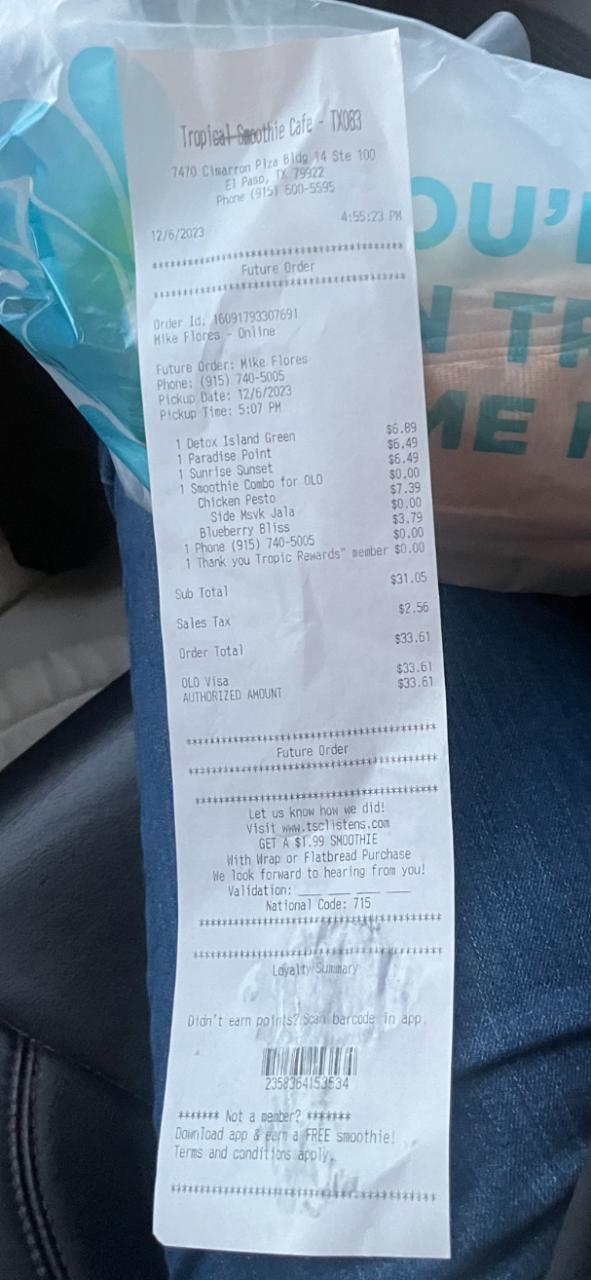 Tropical Smoothie Cafe - TX083
7470 Cimarron Plza Bldg 14 Ste 100
El Paso, TX 79922
Phone (915) 600-5595
12/6/2023 4:55:23 PM
************************************
Future Order
************************************
Order Id: 16091793307691
Mike Flores - Online
Future Order: Mike Flores
Phone: (915) 740-5005
Pickup Date: 12/6/2023
Pickup Time: 5:07 PM
1 Detox Island Green $6.89
1 Paradise Point $6.49
1 Sunrise Sunset $6.49
1 Smoothie Combo for OLO $0.00
Chicken Pesto $7.39
Side Msvk Jala $0.00
Blueberry Bliss $3.79
1 Phone (915) 740-5005 $0.00
1 Thank you Tropic Rewards" member $0.00
Sub Total $31.05
Sales Tax $2.56
Order Total $33.61
OLO Visa $33.61
AUTHORIZED AMOUNT $33.61
************************************
Future Order
************************************
************************************
Let us know how we did!
Visit www.tsclistens.com
GET A $1.99 SMOOTHIE
With Wrap or Flatbread Purchase
We look forward to hearing from you!
Validation: ___ ___ ___ ___
National Code: 715
************************************
************************************
Loyalty Summary
Didn't earn points? Scan barcode in app.
2358364153534
******* Not a member? *******
Download app & earn a FREE smoothie!
Terms and conditions apply.
************************************
OU'
N TR
ME